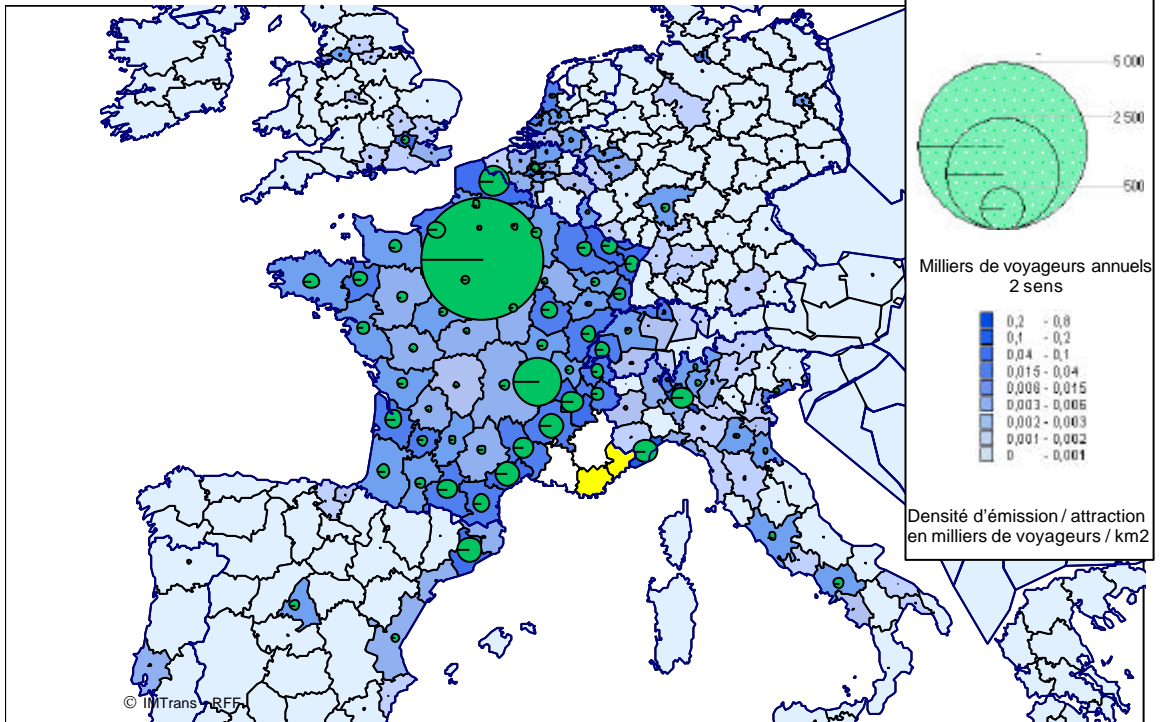 5 000
2 500
500
Milliers de voyageurs annuels
2 sens
0,2 - 0,8
0,1 - 0,2
0,04 - 0,1
0,015 - 0,04
0,008 - 0,015
0,003 - 0,006
0,002 - 0,003
0,001 - 0,002
0 - 0,001
Densité d'émission / attraction
en milliers de voyageurs / km2
© IMTrans - RFF